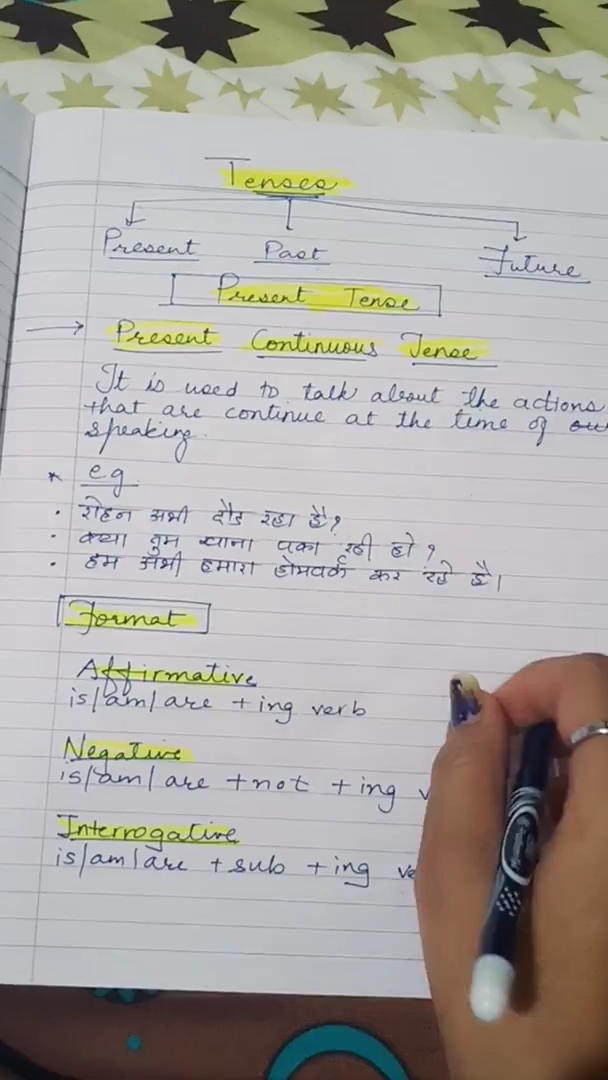 Tenses
Present Past Future
Present Tense
Present Continuous Tense
It is used to talk about the actions
that are continue at the time of our
speaking.
e.g.
रोहन अभी दौड रहा है?
क्या तुम खाना पका रही हो ?
हम अभी हमारा होमवर्क कर रहे है।
Format
Affirmative
is/am/are + ing verb
Negative
is/am/are + not + ing
Interrogative
is/am/are + sub + ing